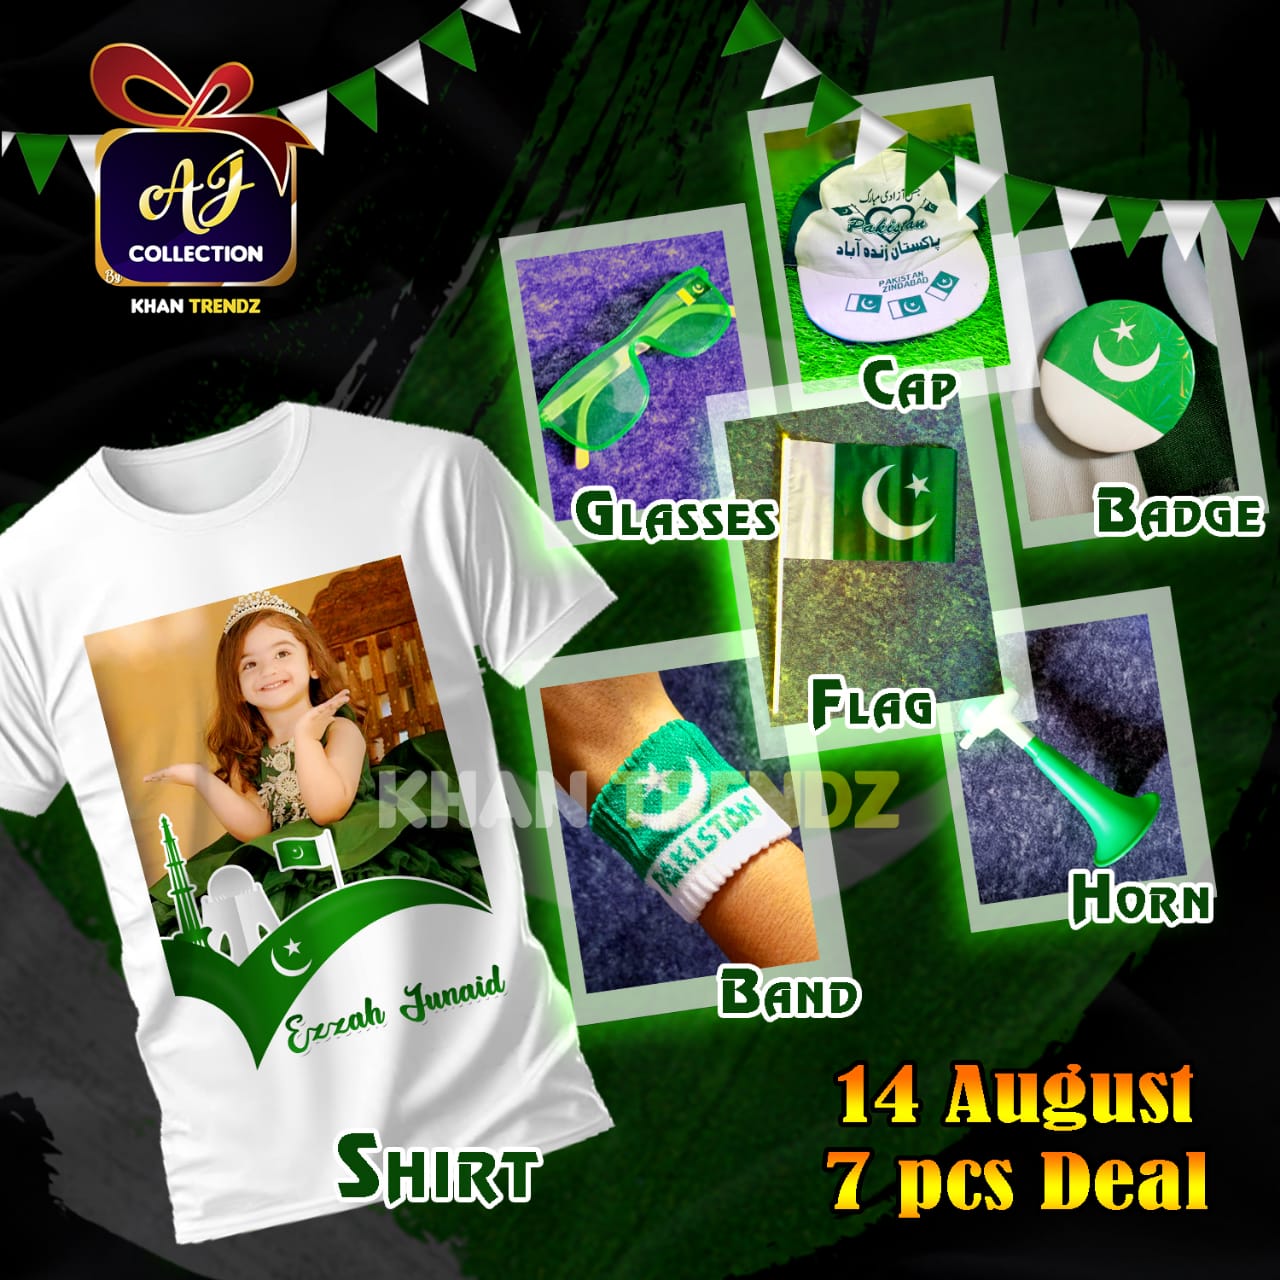 AJ
COLLECTION
By
KHAN TRENDZ
جشن آزادی مبارک
Pakistan
پاکستان زندہ آباد
PAKISTAN
ZINDABAD
CAP
GLASSES
BADGE
FLAG
KHAN TRENDZ
PAKISTAN
HORN
BAND
Ezzah Junaid
SHIRT
14 August
7 pcs Deal